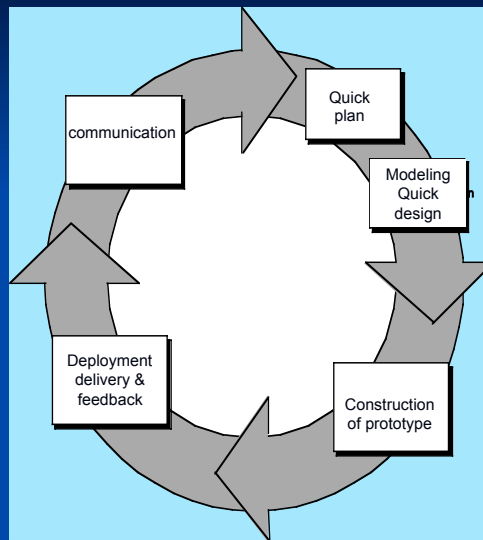 communication
Quick
plan
Modeling
Quick
design
n
Construction
of prototype
Deployment
delivery &
feedback